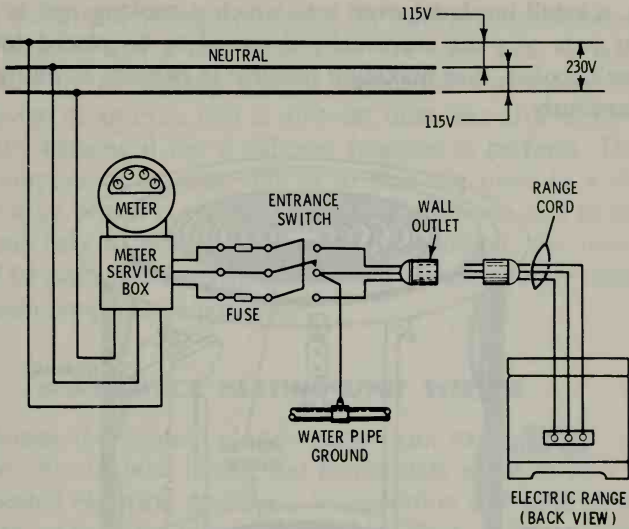 115V
NEUTRAL
230V
115V
METER
METER
SERVICE
BOX
ENTRANCE
SWITCH
FUSE
WALL
OUTLET
RANGE
CORD
WATER PIPE
GROUND
ELECTRIC RANGE
(BACK VIEW)